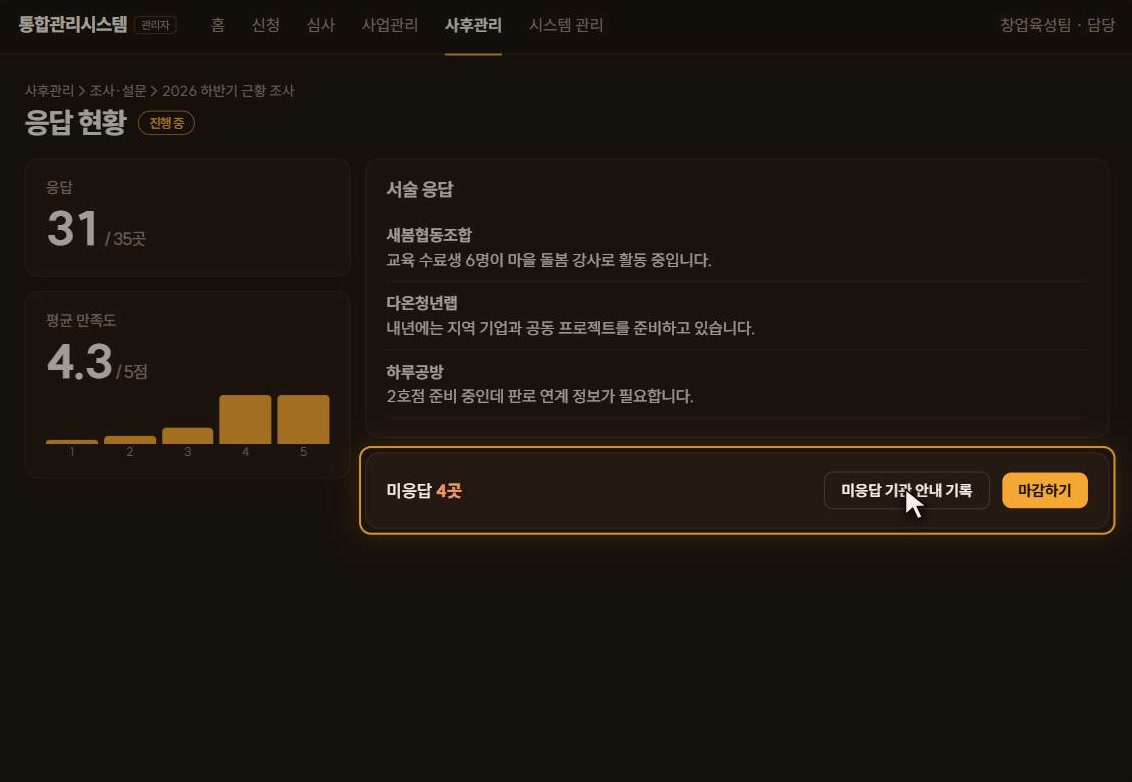 통합관리시스템 관리자 홈 신청 심사 사업관리 사후관리 시스템 관리 창업육성팀 · 담당
사후관리 > 조사·설문 > 2026 하반기 근황 조사
응답 현황 진행 중
응답
31 / 35곳
평균 만족도
4.3 / 5점
1 2 3 4 5
서술 응답
새봄협동조합
교육 수료생 6명이 마을 돌봄 강사로 활동 중입니다.
다온청년랩
내년에는 지역 기업과 공동 프로젝트를 준비하고 있습니다.
하루공방
2호점 준비 중인데 판로 연계 정보가 필요합니다.
미응답 4곳 미응답 기관 안내 기록 마감하기